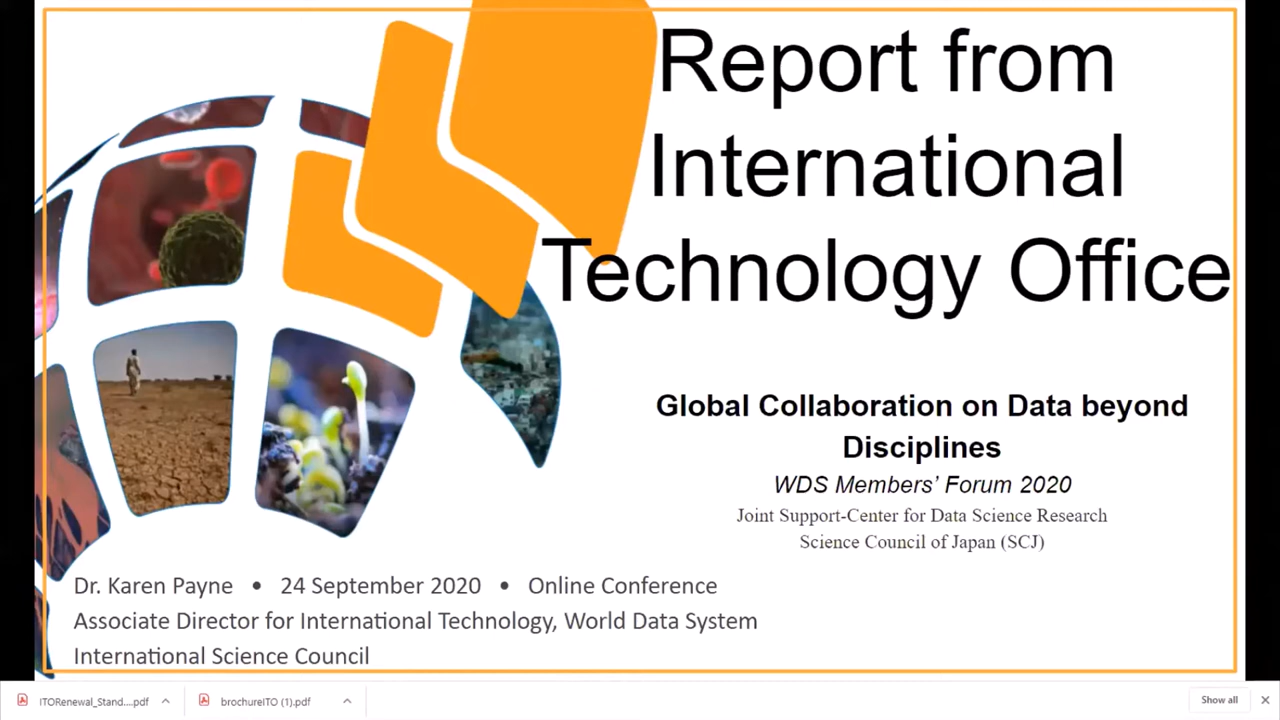 Report from
International
Technology Office
Global Collaboration on Data beyond
Disciplines
WDS Members' Forum 2020
Joint Support-Center for Data Science Research
Science Council of Japan (SCJ)
Dr. Karen Payne • 24 September 2020 • Online Conference
Associate Director for International Technology, World Data System
International Science Council
ITORenewal_Stand....pdf
brochureITO (1).pdf
Show all